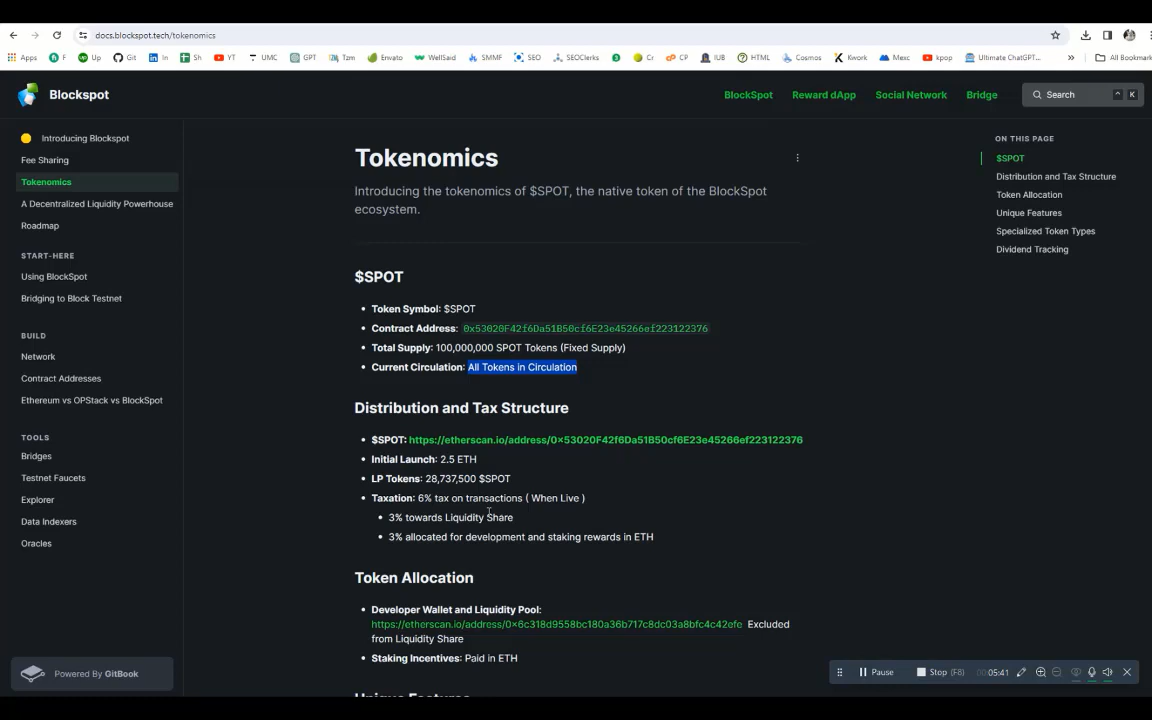 docs.blockspot.tech/tokenomics
Apps F Up Git In Sh YT UMC GPT Tzm Envato WellSaid SMMF SEO SEOClerks Cr CP IUB HTML Cosmos Kwork Mexc kpop Ultimate ChatGPT... » All Bookmark
Blockspot BlockSpot Reward dApp Social Network Bridge Search ^ K
Introducing Blockspot
Fee Sharing
Tokenomics
A Decentralized Liquidity Powerhouse
Roadmap
START-HERE
Using BlockSpot
Bridging to Block Testnet
BUILD
Network
Contract Addresses
Ethereum vs OPStack vs BlockSpot
TOOLS
Bridges
Testnet Faucets
Explorer
Data Indexers
Oracles
Powered By GitBook
Tokenomics
Introducing the tokenomics of $SPOT, the native token of the BlockSpot
ecosystem.
$SPOT
• Token Symbol: $SPOT
• Contract Address: 0x53020F42f6Da51B50cf6E23e45266ef223122376
• Total Supply: 100,000,000 SPOT Tokens (Fixed Supply)
• Current Circulation: All Tokens in Circulation
Distribution and Tax Structure
• $SPOT: https://etherscan.io/address/0x53020F42f6Da51B50cf6E23e45266ef223122376
• Initial Launch: 2.5 ETH
• LP Tokens: 28,737,500 $SPOT
• Taxation: 6% tax on transactions ( When Live )
• 3% towards Liquidity Share
• 3% allocated for development and staking rewards in ETH
Token Allocation
• Developer Wallet and Liquidity Pool:
https://etherscan.io/address/0x6c318d9558bc180a36b717c8dc03a8bfc4c42efe Excluded
from Liquidity Share
• Staking Incentives: Paid in ETH
Unique Features
ON THIS PAGE
$SPOT
Distribution and Tax Structure
Token Allocation
Unique Features
Specialized Token Types
Dividend Tracking
Pause Stop (F8) 00:05:41